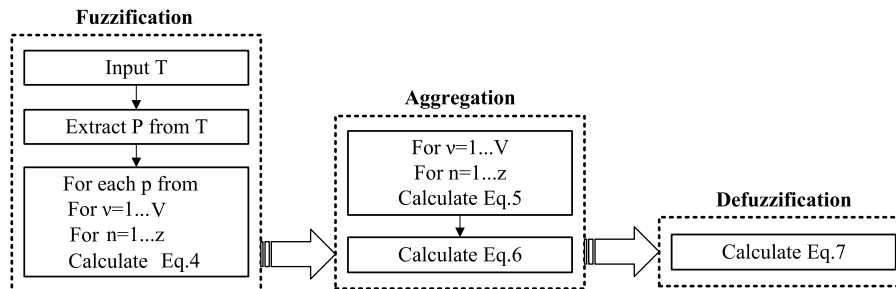 Fuzzification
Input T
Extract P from T
For each p from
For ν=1...V
For n=1...z
Calculate Eq.4
Aggregation
For ν=1...V
For n=1...z
Calculate Eq.5
Calculate Eq.6
Defuzzification
Calculate Eq.7